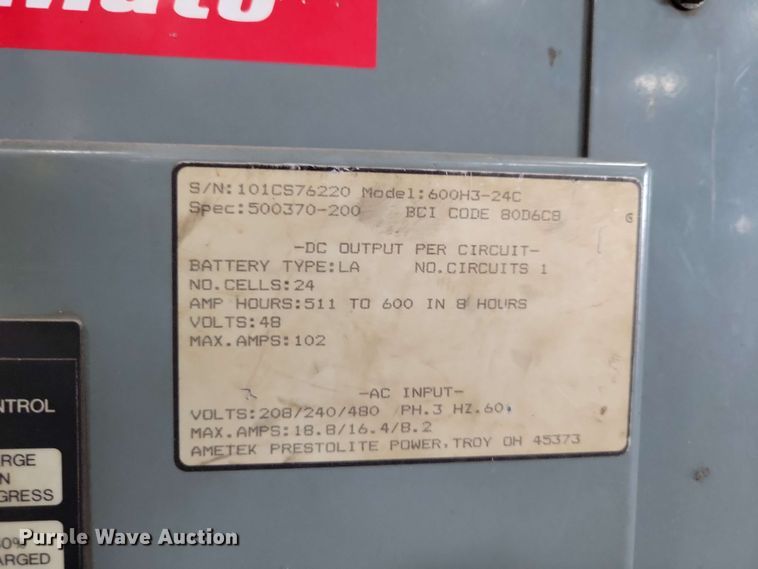 S/N:101CS76220 Model:600H3-24C
Spec:500370-200 BCI CODE 80D6C8
-DC OUTPUT PER CIRCUIT-
BATTERY TYPE:LA NO.CIRCUITS 1
NO.CELLS:24
AMP HOURS:511 TO 600 IN 8 HOURS
VOLTS:48
MAX.AMPS:102
-AC INPUT-
VOLTS:208/240/480 PH.3 HZ.60
MAX.AMPS:18.8/16.4/8.2
AMETEK PRESTOLITE POWER,TROY OH 45373
NTROL
ARGE
N
GRESS
0%
ARGED
Purple Wave Auction